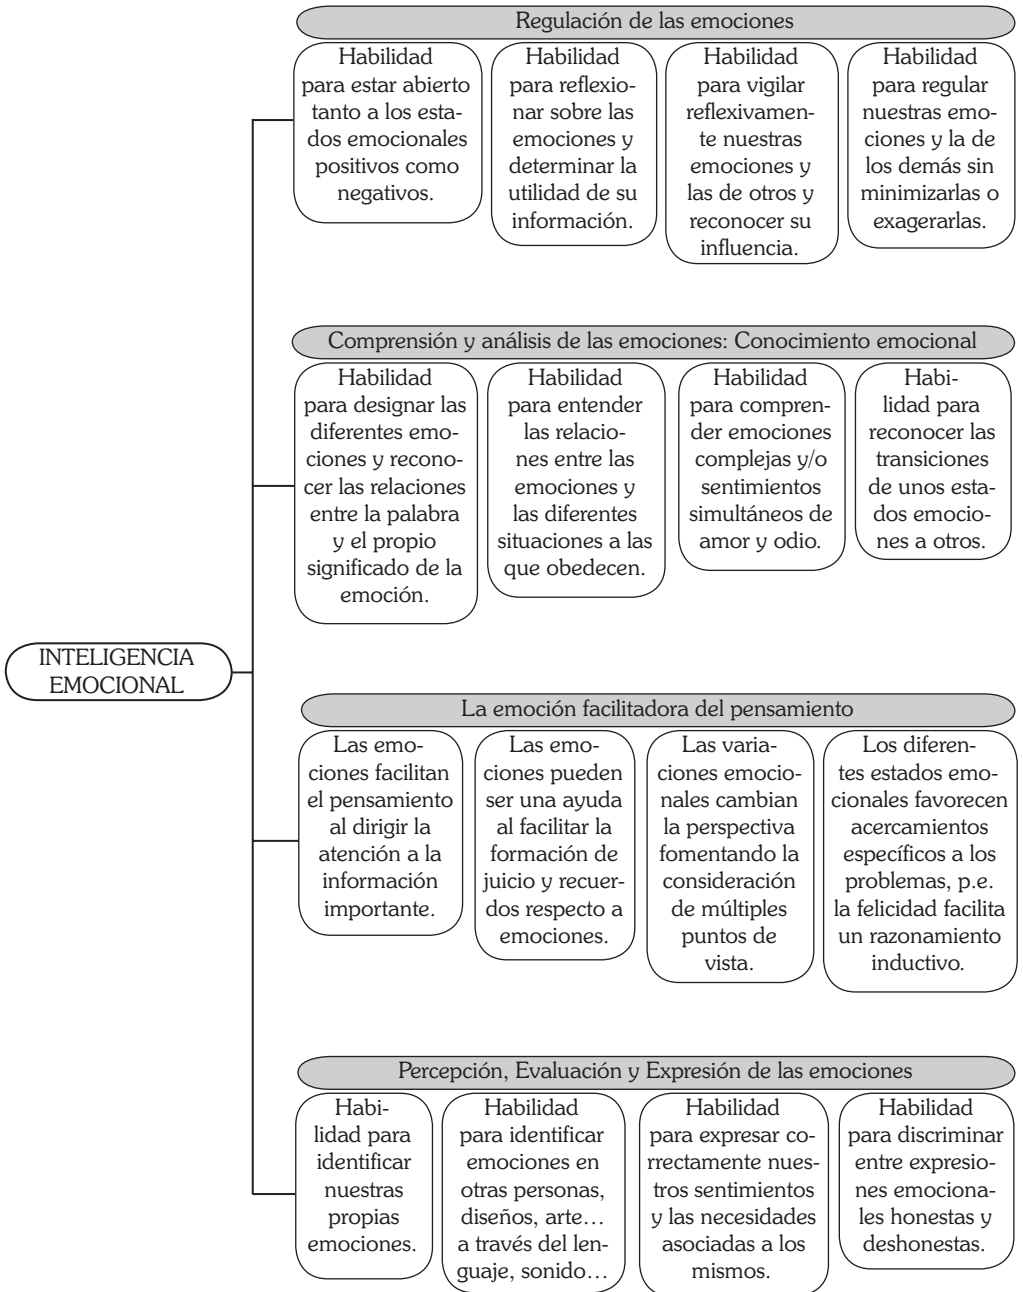 Regulación de las emociones
Habilidad
para estar abierto
tanto a los esta-
dos emocionales
positivos como
negativos.
Habilidad
para reflexio-
nar sobre las
emociones y
determinar la
utilidad de su
información.
Habilidad
para vigilar
reflexivamen-
te nuestras
emociones y
las de otros y
reconocer su
influencia.
Habilidad
para regular
nuestras emo-
ciones y la de
los demás sin
minimizarlas o
exagerarlas.
Comprensión y análisis de las emociones: Conocimiento emocional
Habilidad
para designar las
diferentes emo-
ciones y recono-
cer las relaciones
entre la palabra
y el propio
significado de la
emoción.
Habilidad
para entender
las relacio-
nes entre las
emociones y
las diferentes
situaciones a las
que obedecen.
Habilidad
para compren-
der emociones
complejas y/o
sentimientos
simultáneos de
amor y odio.
Habi-
lidad para
reconocer las
transiciones
de unos esta-
dos emocio-
nes a otros.
INTELIGENCIA
EMOCIONAL
La emoción facilitadora del pensamiento
Las emo-
ciones facilitan
el pensamiento
al dirigir la
atención a la
información
importante.
Las emo-
ciones pueden
ser una ayuda
al facilitar la
formación de
juicio y recuer-
dos respecto a
emociones.
Las varia-
ciones emocio-
nales cambian
la perspectiva
fomentando la
consideración
de múltiples
puntos de
vista.
Los diferen-
tes estados emo-
cionales favorecen
acercamientos
específicos a los
problemas, p.e.
la felicidad facilita
un razonamiento
inductivo.
Percepción, Evaluación y Expresión de las emociones
Habi-
lidad para
identificar
nuestras
propias
emociones.
Habilidad
para identificar
emociones en
otras personas,
diseños, arte…
a través del len-
guaje, sonido…
Habilidad
para expresar co-
rrectamente nues-
tros sentimientos
y las necesidades
asociadas a los
mismos.
Habilidad
para discriminar
entre expresio-
nes emociona-
les honestas y
deshonestas.